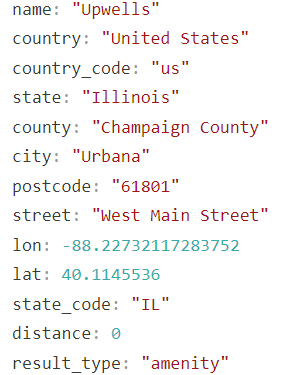 name: "Upwells"
country: "United States"
country_code: "us"
state: "Illinois"
county: "Champaign County"
city: "Urbana"
postcode: "61801"
street: "West Main Street"
lon: -88.22732117283752
lat: 40.1145536
state_code: "IL"
distance: 0
result_type: "amenity"